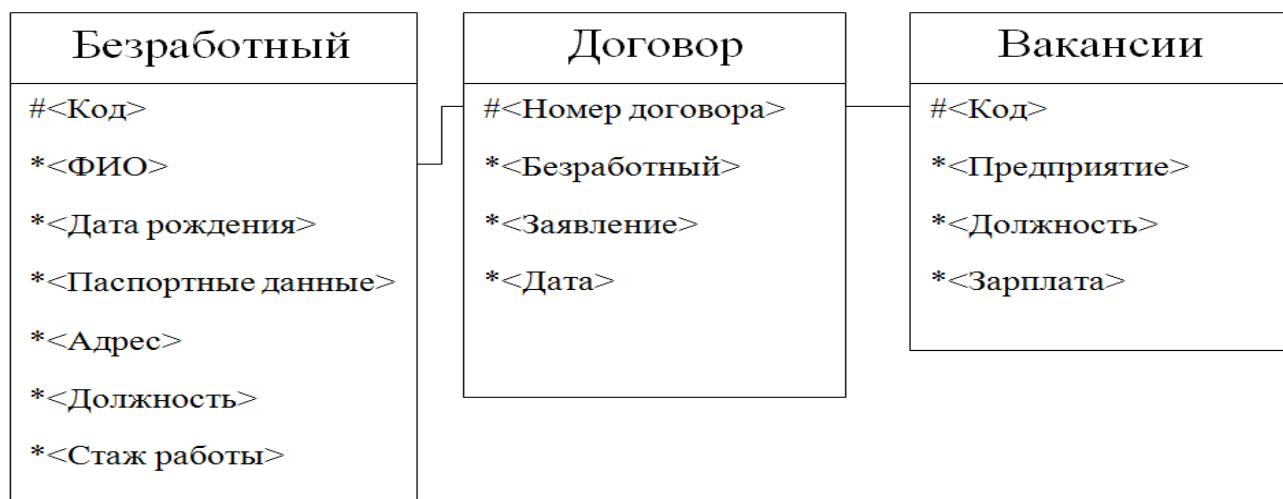 Безработный
#<Код>
*<ФИО>
*<Дата рождения>
*<Паспортные данные>
*<Адрес>
*<Должность>
*<Стаж работы>
Договор
#<Номер договора>
*<Безработный>
*<Заявление>
*<Дата>
Вакансии
#<Код>
*<Предприятие>
*<Должность>
*<Зарплата>